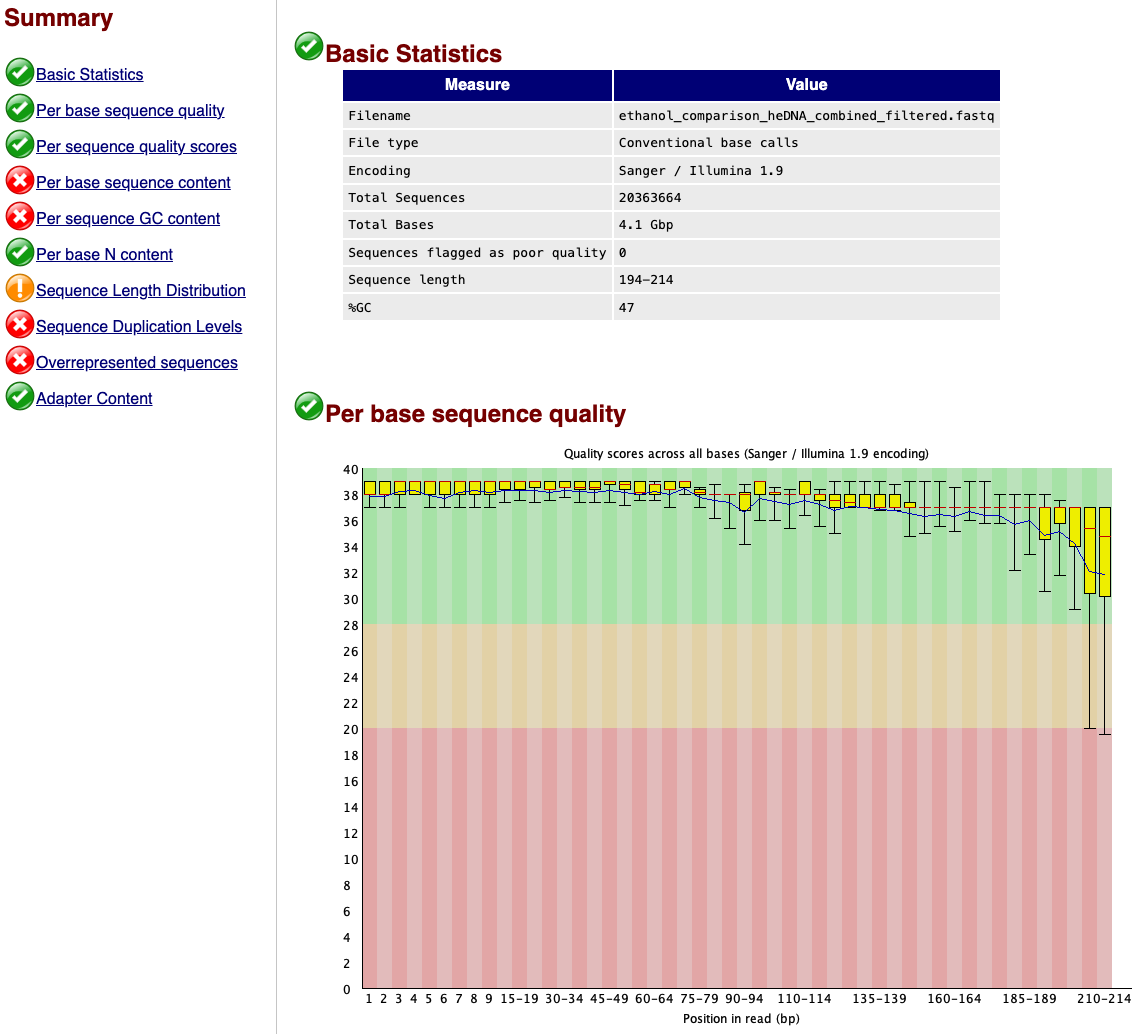 Summary
Basic Statistics
Per base sequence quality
Per sequence quality scores
Per base sequence content
Per sequence GC content
Per base N content
Sequence Length Distribution
Sequence Duplication Levels
Overrepresented sequences
Adapter Content
Basic Statistics
Measure Value
Filename ethanol_comparison_heDNA_combined_filtered.fastq
File type Conventional base calls
Encoding Sanger / Illumina 1.9
Total Sequences 20363664
Total Bases 4.1 Gbp
Sequences flagged as poor quality 0
Sequence length 194-214
%GC 47
Per base sequence quality
Quality scores across all bases (Sanger / Illumina 1.9 encoding)
40
38
36
34
32
30
28
26
24
22
20
18
16
14
12
10
8
6
4
2
0
1 2 3 4 5 6 7 8 9 15-19 30-34 45-49 60-64 75-79 90-94 110-114 135-139 160-164 185-189 210-214
Position in read (bp)